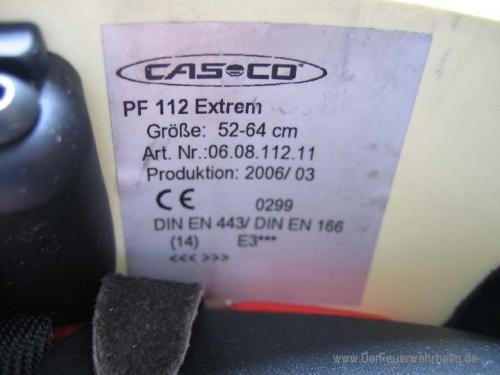 CASCO
PF 112 Extrem
Größe: 52-64 cm
Art. Nr.:06.08.112.11
Produktion: 2006/ 03
CE 0299
DIN EN 443/ DIN EN 166
(14) E3***
<<< >>>
www.DerFeuerwehrhelm.de